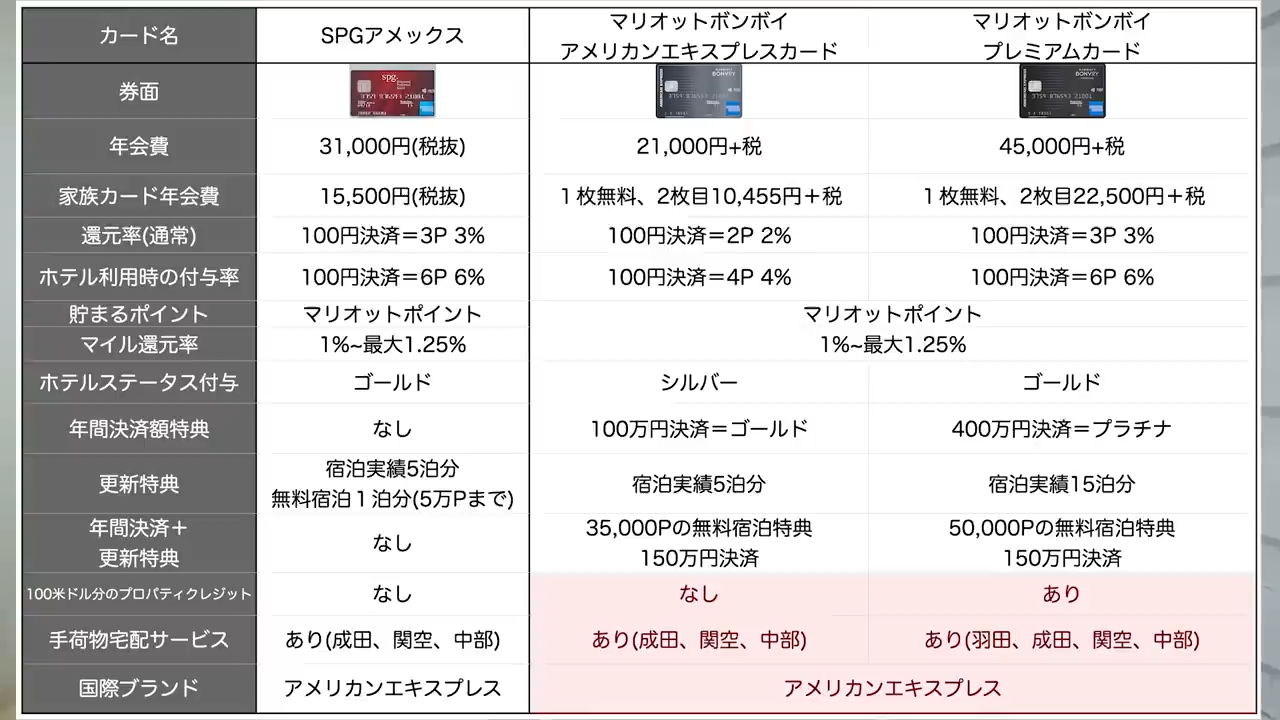 カード名
SPGアメックス
マリオットボンボイ
アメリカンエキスプレスカード
マリオットボンボイ
プレミアムカード
券面
spg.
BONVOY
BONVOY
年会費
31,000円(税抜)
21,000円+税
45,000円+税
家族カード年会費
15,500円(税抜)
１枚無料、2枚目10,455円＋税
１枚無料、2枚目22,500円＋税
還元率(通常)
100円決済＝3P 3%
100円決済＝2P 2%
100円決済＝3P 3%
ホテル利用時の付与率
100円決済＝6P 6%
100円決済＝4P 4%
100円決済＝6P 6%
貯まるポイント
マリオットポイント
マリオットポイント
マイル還元率
1%~最大1.25%
1%~最大1.25%
ホテルステータス付与
ゴールド
シルバー
ゴールド
年間決済額特典
なし
100万円決済＝ゴールド
400万円決済＝プラチナ
更新特典
宿泊実績5泊分
無料宿泊１泊分(5万Pまで)
宿泊実績5泊分
宿泊実績15泊分
年間決済＋
更新特典
なし
35,000Pの無料宿泊特典
150万円決済
50,000Pの無料宿泊特典
150万円決済
100米ドル分のプロパティクレジット
なし
なし
あり
手荷物宅配サービス
あり(成田、関空、中部)
あり(成田、関空、中部)
あり(羽田、成田、関空、中部)
国際ブランド
アメリカンエキスプレス
アメリカンエキスプレス